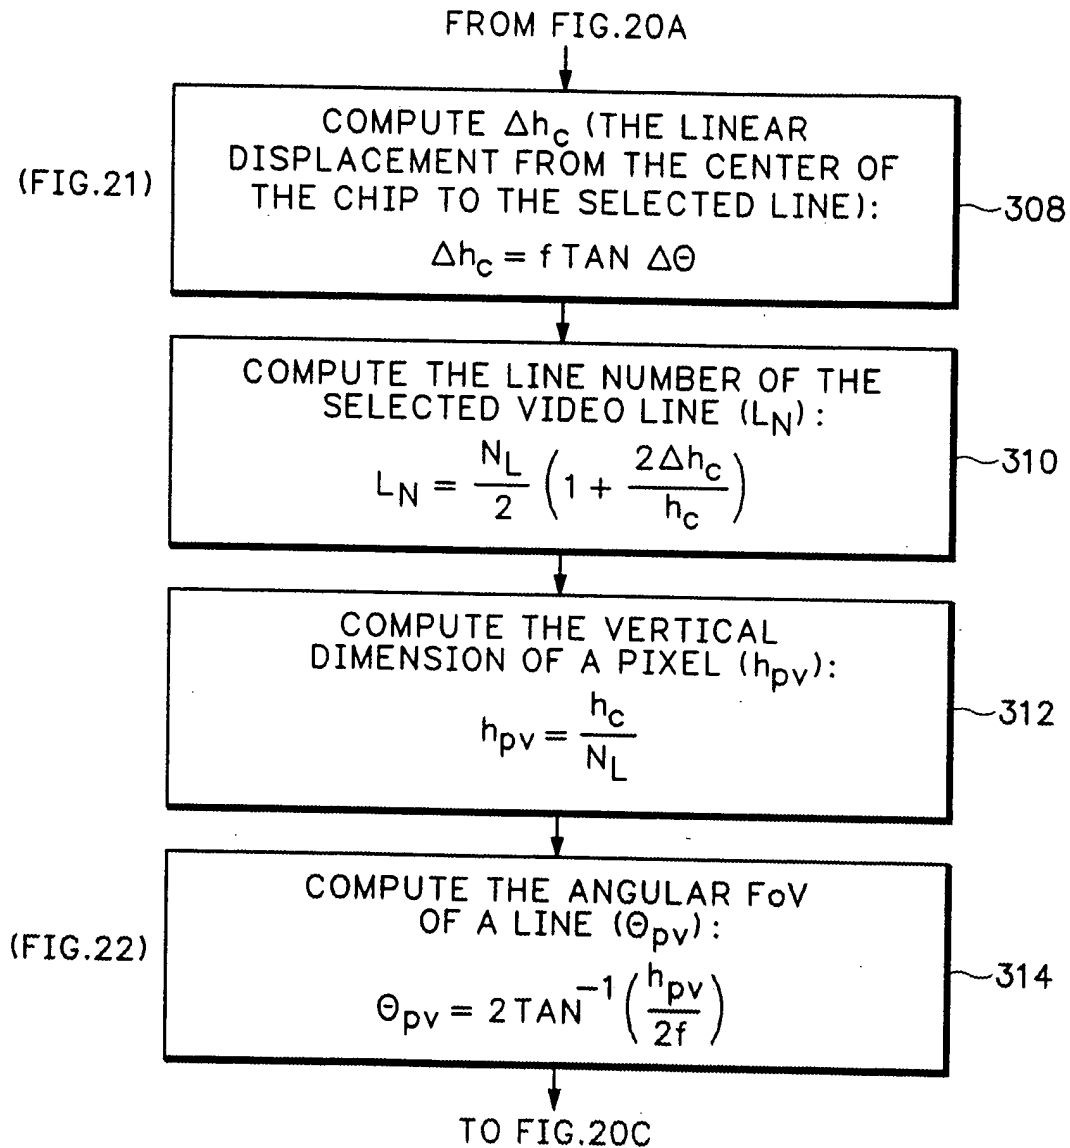 FROM FIG.20A
(FIG.21)
COMPUTE Δh_c (THE LINEAR
DISPLACEMENT FROM THE CENTER OF
THE CHIP TO THE SELECTED LINE):
Δh_c = f TAN ΔΘ
308
COMPUTE THE LINE NUMBER OF THE
SELECTED VIDEO LINE (L_N):
L_N = N_L/2 (1 + 2Δh_c/h_c)
310
COMPUTE THE VERTICAL
DIMENSION OF A PIXEL (h_pv):
h_pv = h_c/N_L
312
(FIG.22)
COMPUTE THE ANGULAR FoV
OF A LINE (Θ_pv):
Θ_pv = 2 TAN^-1 (h_pv/2f)
314
TO FIG.20C